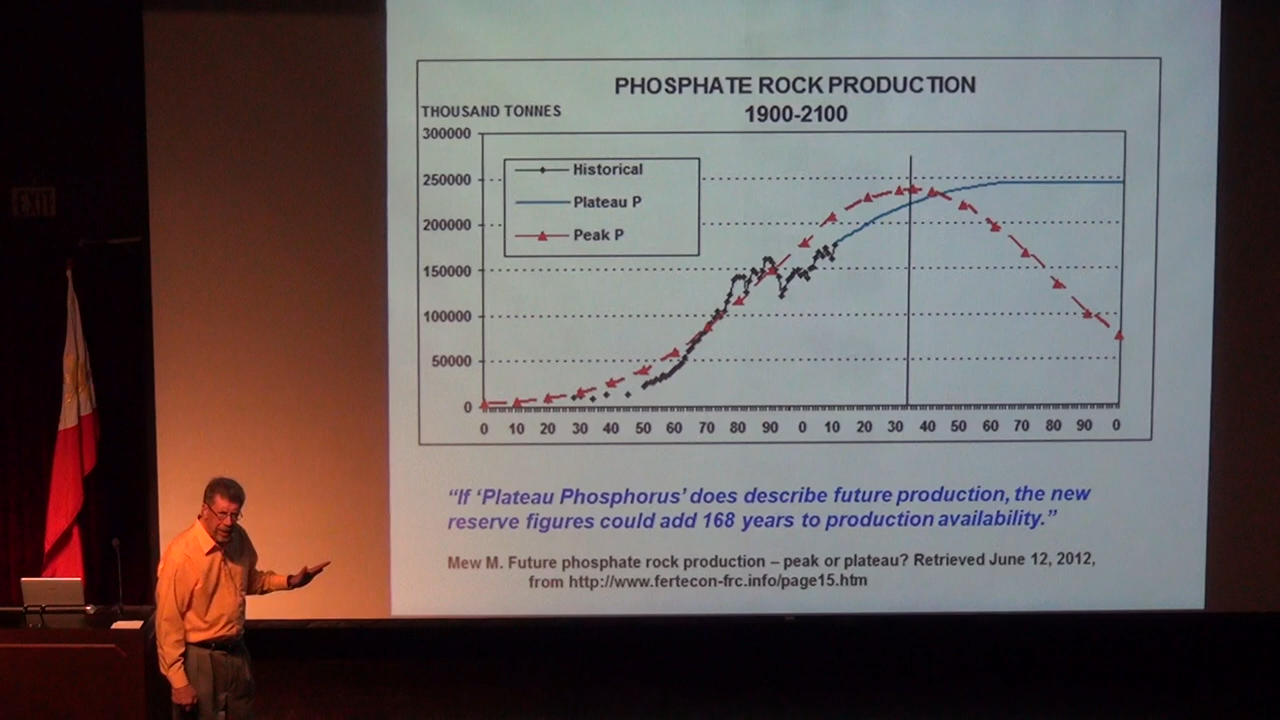 EXIT
PHOSPHATE ROCK PRODUCTION
1900-2100
THOUSAND TONNES
300000
250000
200000
150000
100000
50000
0
Historical
Plateau P
Peak P
0 10 20 30 40 50 60 70 80 90 0 10 20 30 40 50 60 70 80 90 0
“If ‘Plateau Phosphorus’ does describe future production, the new
reserve figures could add 168 years to production availability.”
Mew M. Future phosphate rock production – peak or plateau? Retrieved June 12, 2012,
from http://www.fertecon-frc.info/page15.htm